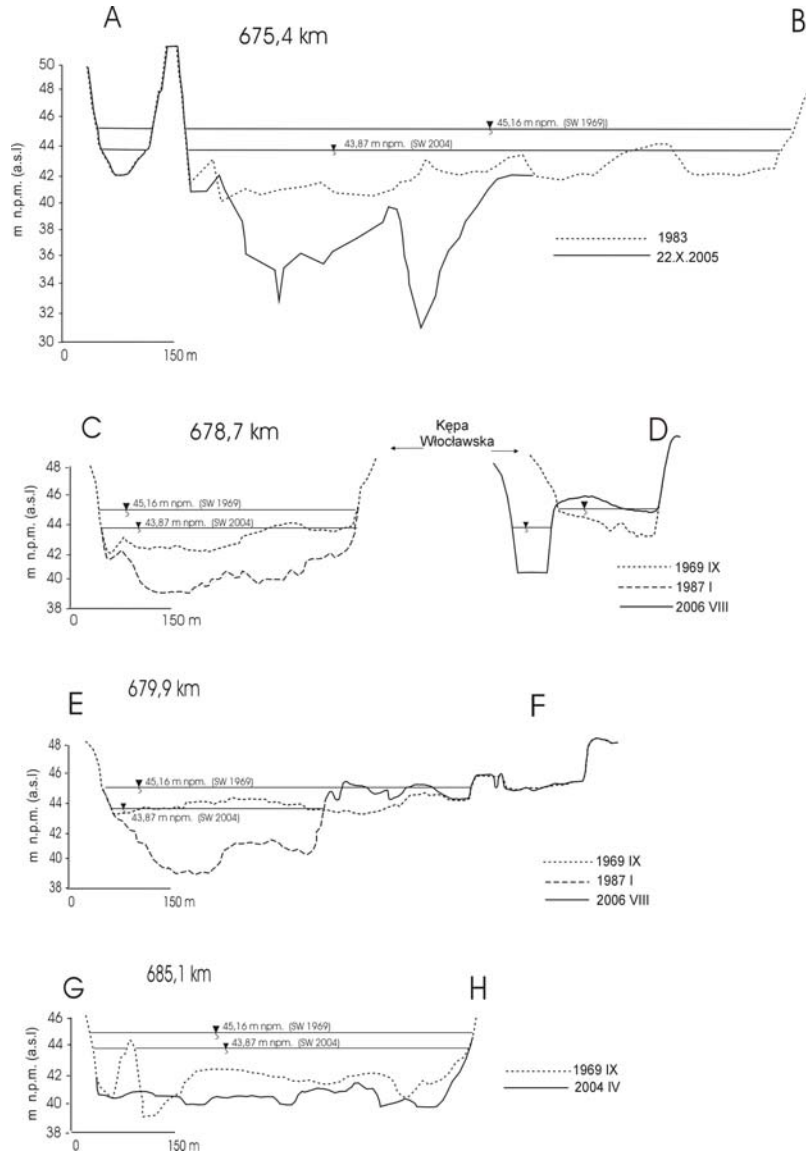 A
675,4 km
B
m n.p.m. (a.s.l)
50
46
44
42
40
36
34
32
30
45,16 m npm. (SW 1969))
43,87 m npm. (SW 2004)
1983
22.X.2005
0
150 m
C
678,7 km
Kępa
Włocławska
D
m n.p.m. (a.s.l)
48
46
44
42
40
38
45,16 m npm. (SW 1969)
43,87 m npm. (SW 2004)
1969 IX
1987 I
2006 VIII
0
150 m
679,9 km
E
F
m n.p.m. (a.s.l)
48
46
44
42
40
38
45,16 m npm. (SW 1969)
43,87 m npm. (SW 2004)
1969 IX
1987 I
2006 VIII
0
150 m
G
685,1 km
H
m n.p.m. (a.s.l)
46
44
42
40
38
45,16 m npm. (SW 1969)
43,87 m npm. (SW 2004)
1969 IX
2004 IV
0
150 m